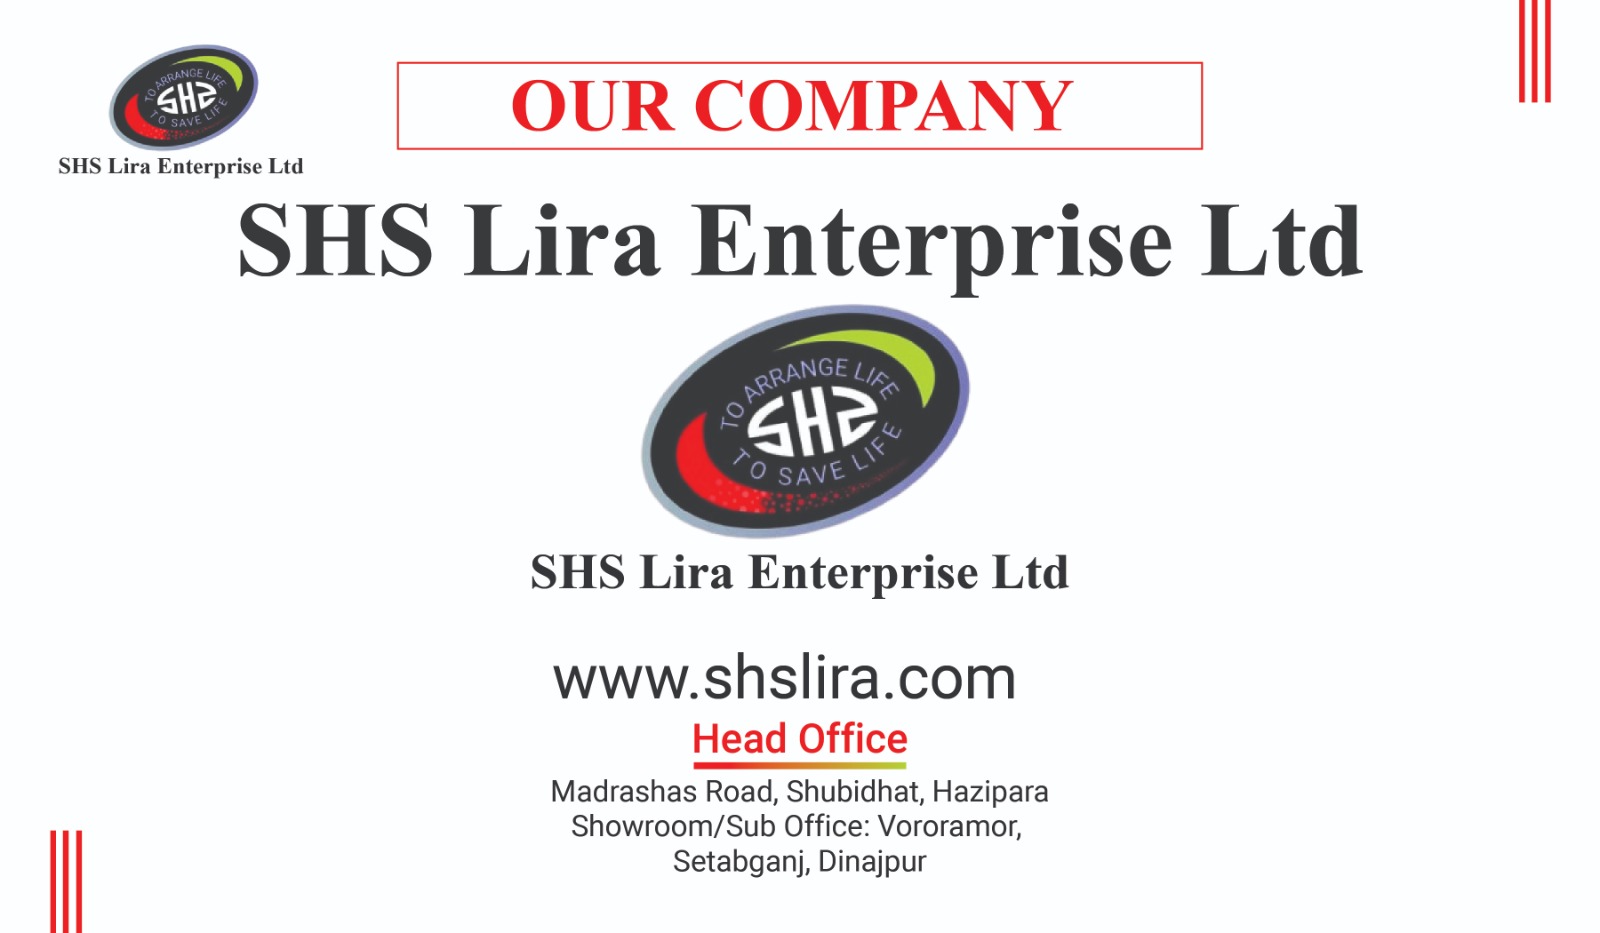 TO ARRANGE LIFE
SHS
TO SAVE LIFE
SHS Lira Enterprise Ltd
OUR COMPANY
SHS Lira Enterprise Ltd
TO ARRANGE LIFE
SHS
TO SAVE LIFE
SHS Lira Enterprise Ltd
www.shslira.com
Head Office
Madrashas Road, Shubidhat, Hazipara
Showroom/Sub Office: Vororamor,
Setabganj, Dinajpur